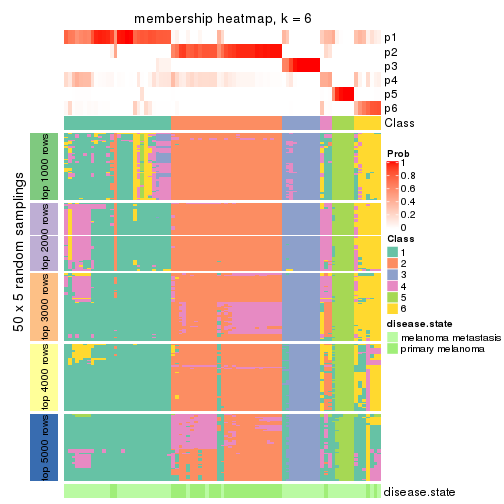 membership heatmap, k = 6
p1
p2
p3
p4
p5
p6
Class
50 x 5 random samplings
top 1000 rows
top 2000 rows
top 3000 rows
top 4000 rows
top 5000 rows
Prob
1
0.8
0.6
0.4
0.2
0
Class
1
2
3
4
5
6
disease.state
melanoma metastasis
primary melanoma
disease.state